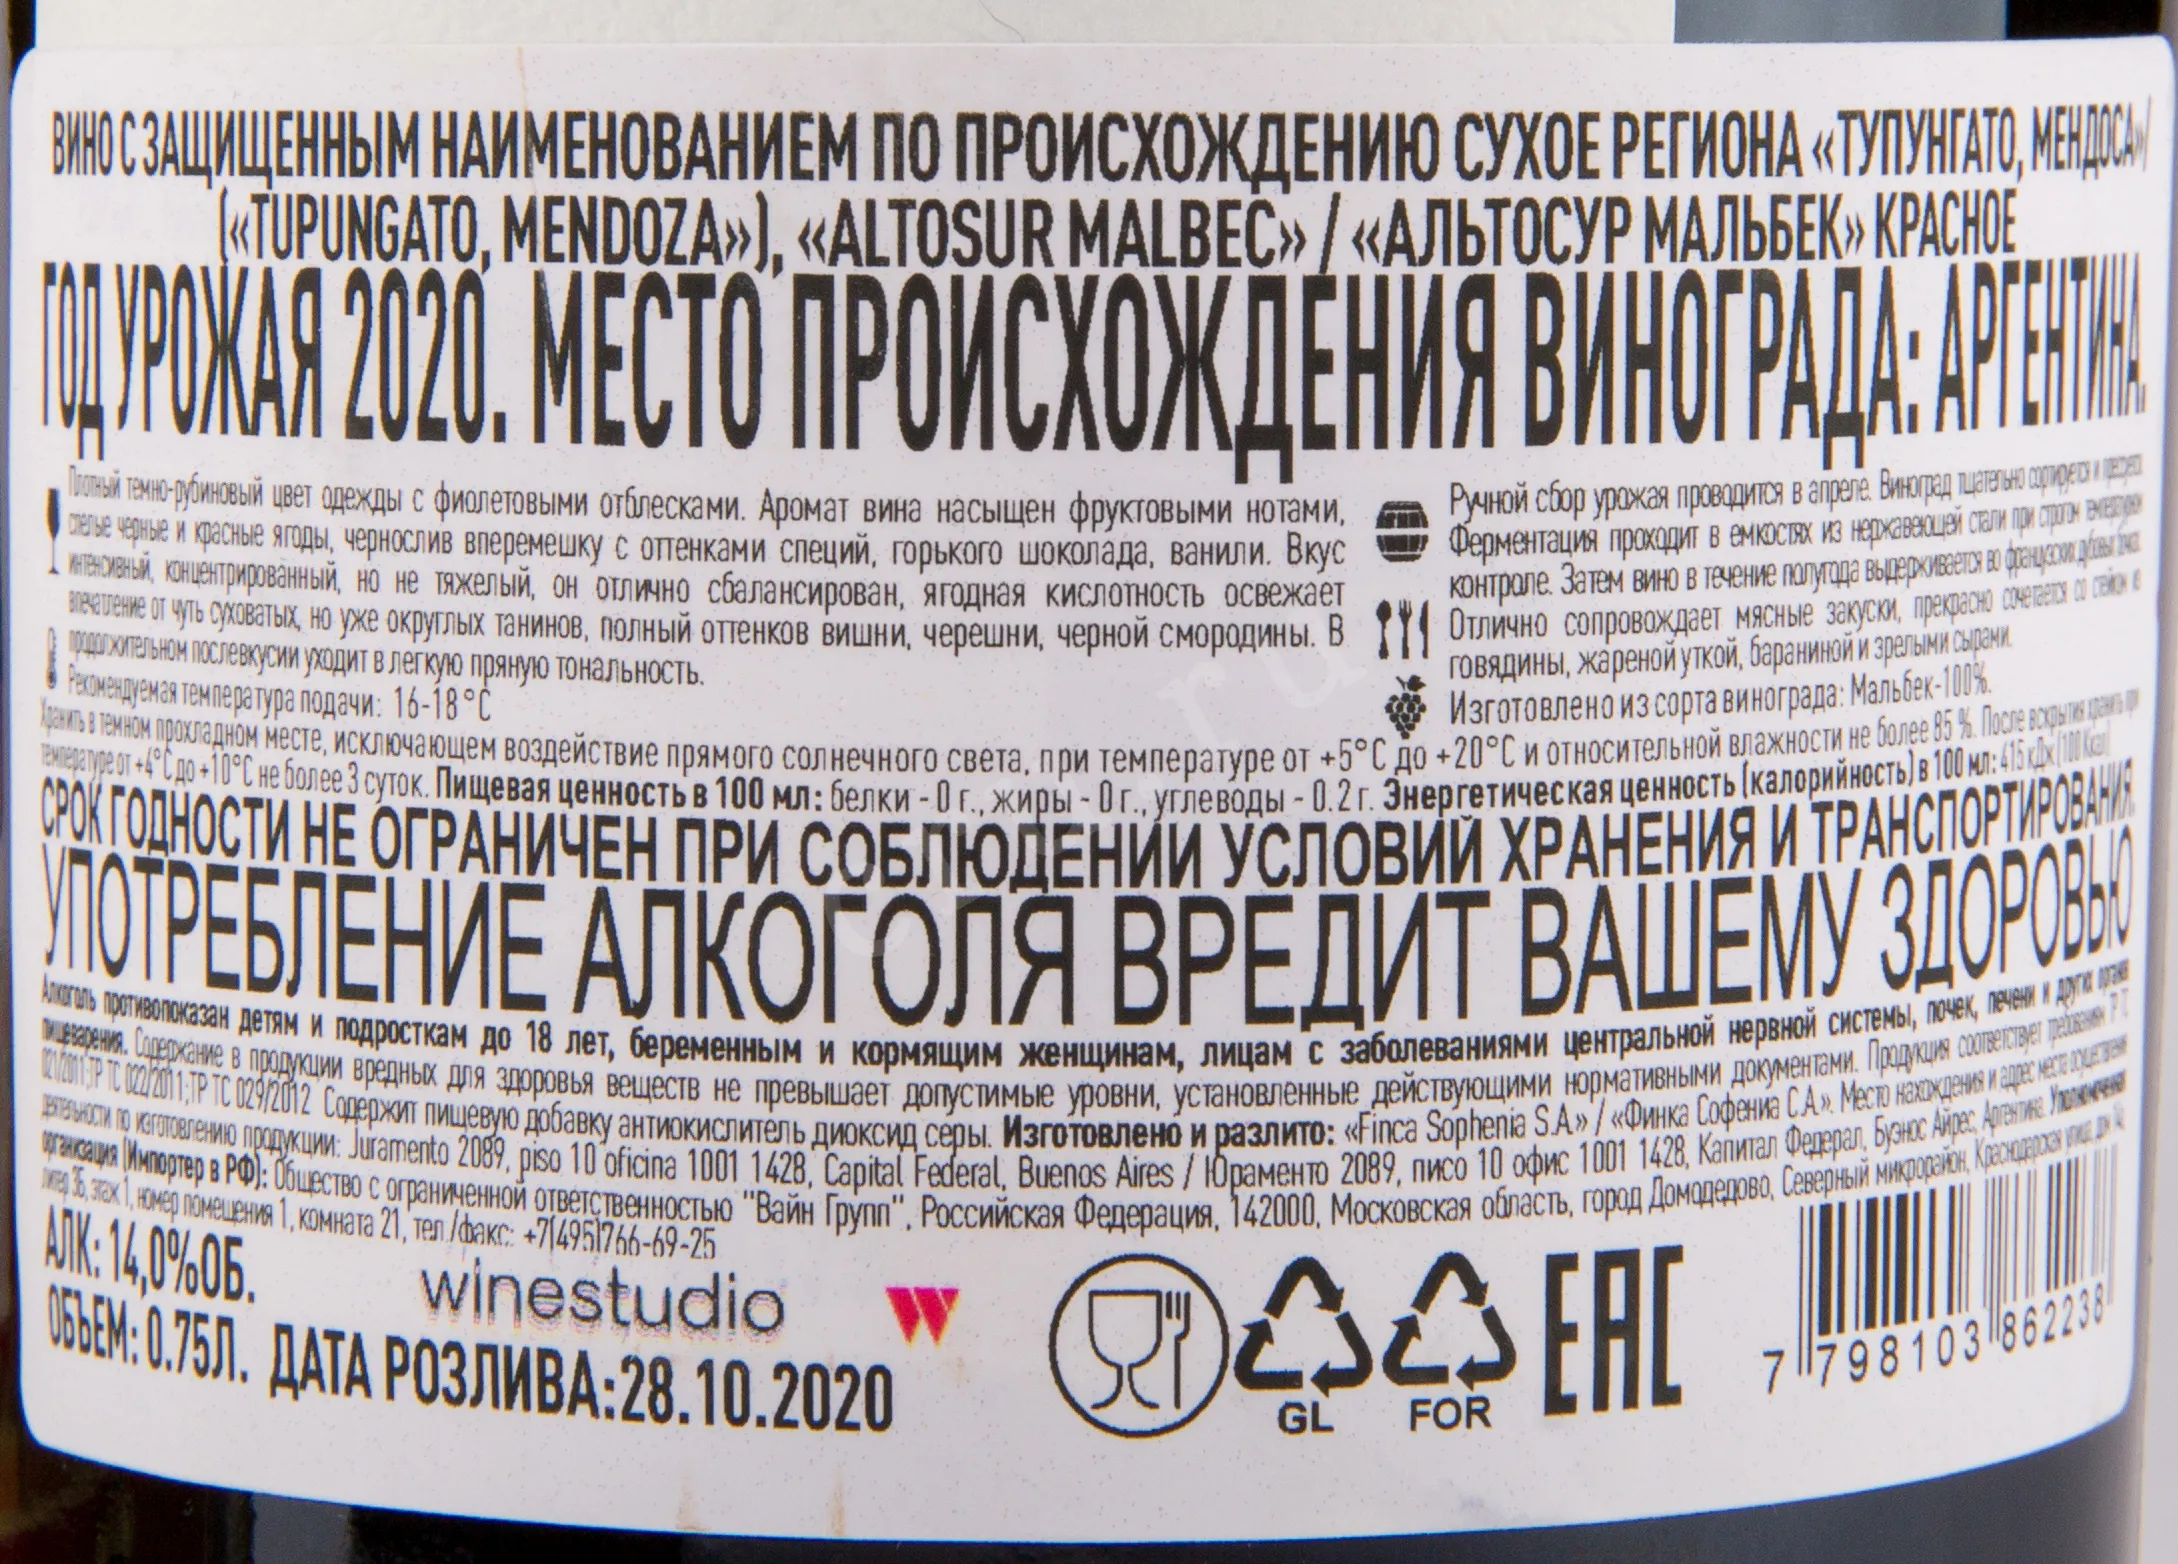 ВИНО С ЗАЩИЩЕННЫМ НАИМЕНОВАНИЕМ ПО ПРОИСХОЖДЕНИЮ СУХОЕ РЕГИОНА «ТУПУНГАТО, МЕНДОСА»/
(«TUPUNGATO, MENDOZA»), «ALTOSUR MALBEC» / «АЛЬТОСУР МАЛЬБЕК» КРАСНОЕ
ГОД УРОЖАЯ 2020. МЕСТО ПРОИСХОЖДЕНИЯ ВИНОГРАДА: АРГЕНТИНА.
Плотный темно-рубиновый цвет одежды с фиолетовыми отблесками. Аромат вина насыщен фруктовыми нотами,
спелые черные и красные ягоды, чернослив вперемешку с оттенками специй, горького шоколада, ванили. Вкус
интенсивный, концентрированный, но не тяжелый, он отлично сбалансирован, ягодная кислотность освежает
впечатление от чуть суховатых, но уже округлых танинов, полный оттенков вишни, черешни, черной смородины. В
продолжительном послевкусии уходит в легкую пряную тональность.
Рекомендуемая температура подачи: 16-18°C
Ручной сбор урожая проводится в апреле. Виноград тщательно сортируется и прессуется.
Ферментация проходит в емкостях из нержавеющей стали при строгом температурном
контроле. Затем вино в течение полугода выдерживается во французских дубовых бочках.
Отлично сопровождает мясные закуски, прекрасно сочетается со стейком из
говядины, жареной уткой, бараниной и зрелыми сырами.
Изготовлено из сорта винограда: Мальбек-100%.
Хранить в темном прохладном месте, исключающем воздействие прямого солнечного света, при температуре от +5°C до +20°C и относительной влажности не более 85 %. После вскрытия хранить при
температуре от +4°C до +10°C не более 3 суток. Пищевая ценность в 100 мл: белки - 0 г., жиры - 0 г., углеводы - 0.2 г. Энергетическая ценность (калорийность) в 100 мл: 415 кДж (100 Ккал)
СРОК ГОДНОСТИ НЕ ОГРАНИЧЕН ПРИ СОБЛЮДЕНИИ УСЛОВИЙ ХРАНЕНИЯ И ТРАНСПОРТИРОВАНИЯ.
УПОТРЕБЛЕНИЕ АЛКОГОЛЯ ВРЕДИТ ВАШЕМУ ЗДОРОВЬЮ
Алкоголь противопоказан детям и подросткам до 18 лет, беременным и кормящим женщинам, лицам с заболеваниями центральной нервной системы, почек, печени и других органов
пищеварения. Содержание в продукции вредных для здоровья веществ не превышает допустимые уровни, установленные действующими нормативными документами. Продукция соответствует требованиям ТР ТС
021/2011;ТР ТС 022/2011;ТР ТС 029/2012 Содержит пищевую добавку антиокислитель диоксид серы. Изготовлено и разлито: «Finca Sophenia S.A» / «Финка Софениа С.А». Место нахождения и адрес места осуществления
деятельности по изготовлению продукции: Juramento 2089, piso 10 oficina 1001 1428, Capital Federal, Buenos Aires / Юраменто 2089, писо 10 офис 1001 1428, Капитал Федерал, Буэнос Айрес, Аргентина. Уполномоченная
организация (Импортер в РФ): Общество с ограниченной ответственностью "Вайн Групп", Российская Федерация, 142000, Московская область, город Домодедово, Северный микрорайон, Краснодарская улица, дом
литер 3Б, этаж 1, номер помещения 1, комната 21, тел./факс: +7(495)766-69-25
АЛК: 14,0%ОБ.
ОБЪЕМ: 0.75Л. ДАТА РОЗЛИВА:28.10.2020
winestudio W
GL
FOR
EAC
7 798103 862238